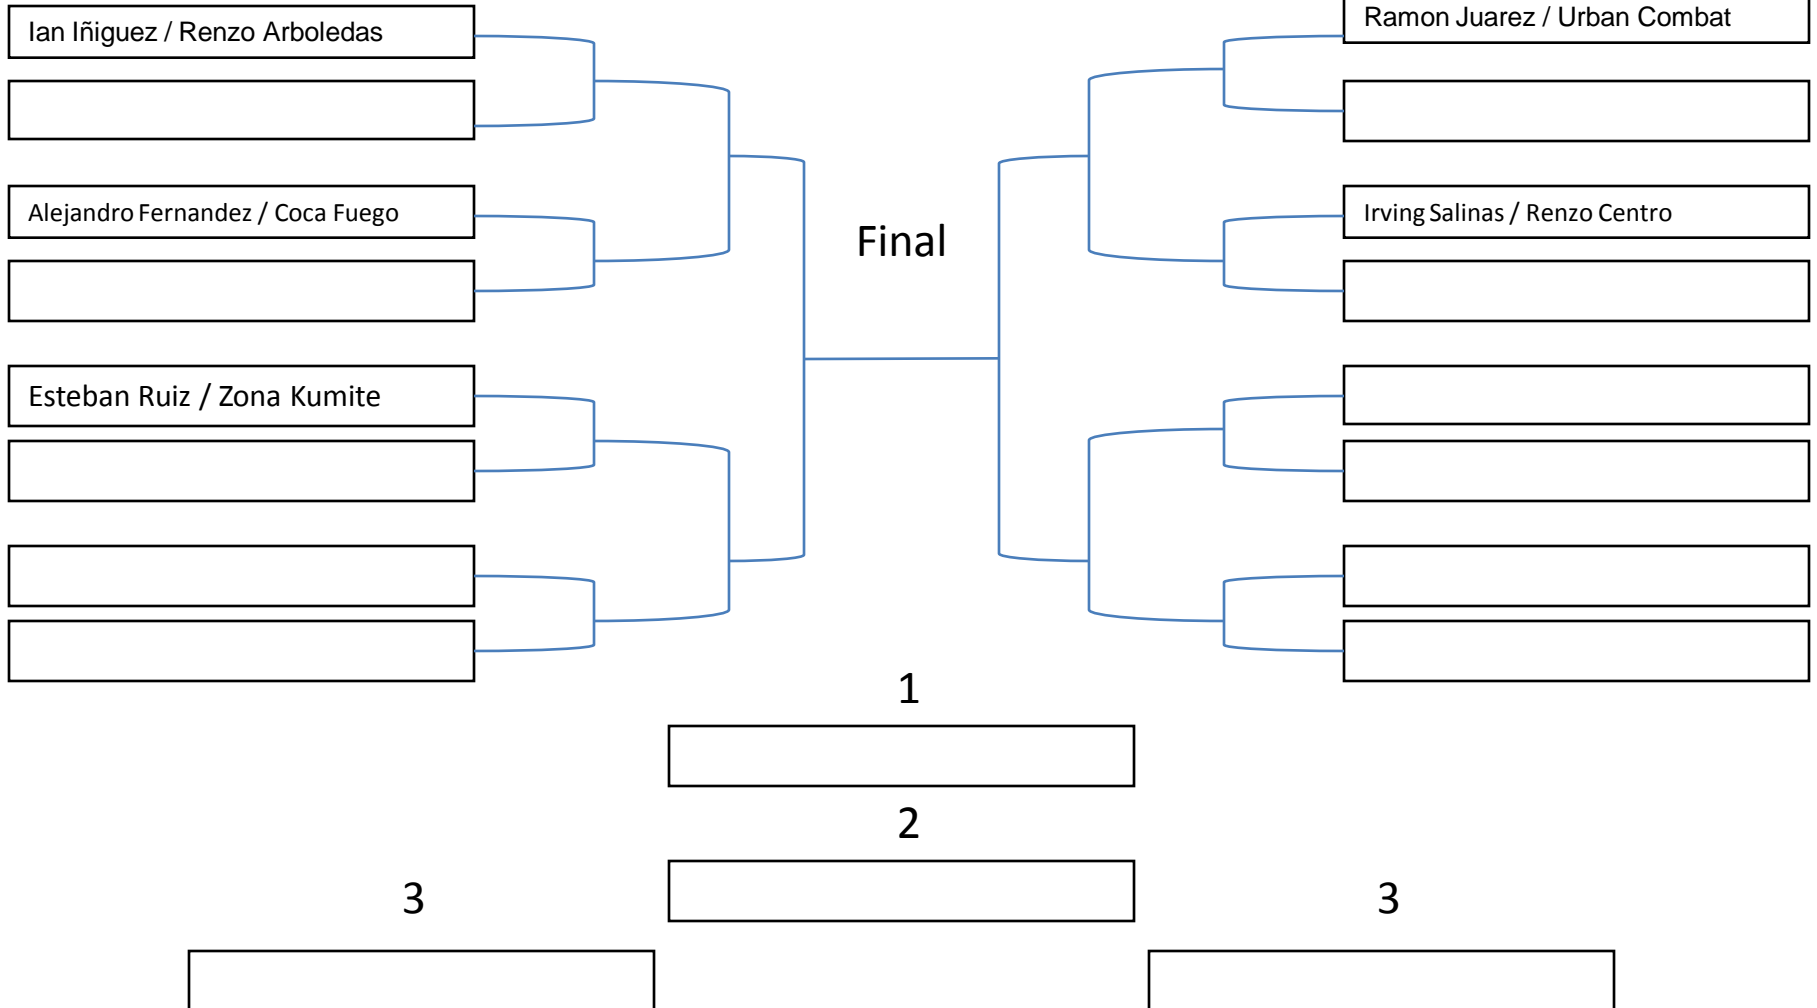 Ian Iñiguez / Renzo Arboledas
Ramon Juarez / Urban Combat
Alejandro Fernandez / Coca Fuego
Irving Salinas / Renzo Centro
Final
Esteban Ruiz / Zona Kumite
1
2
3
3